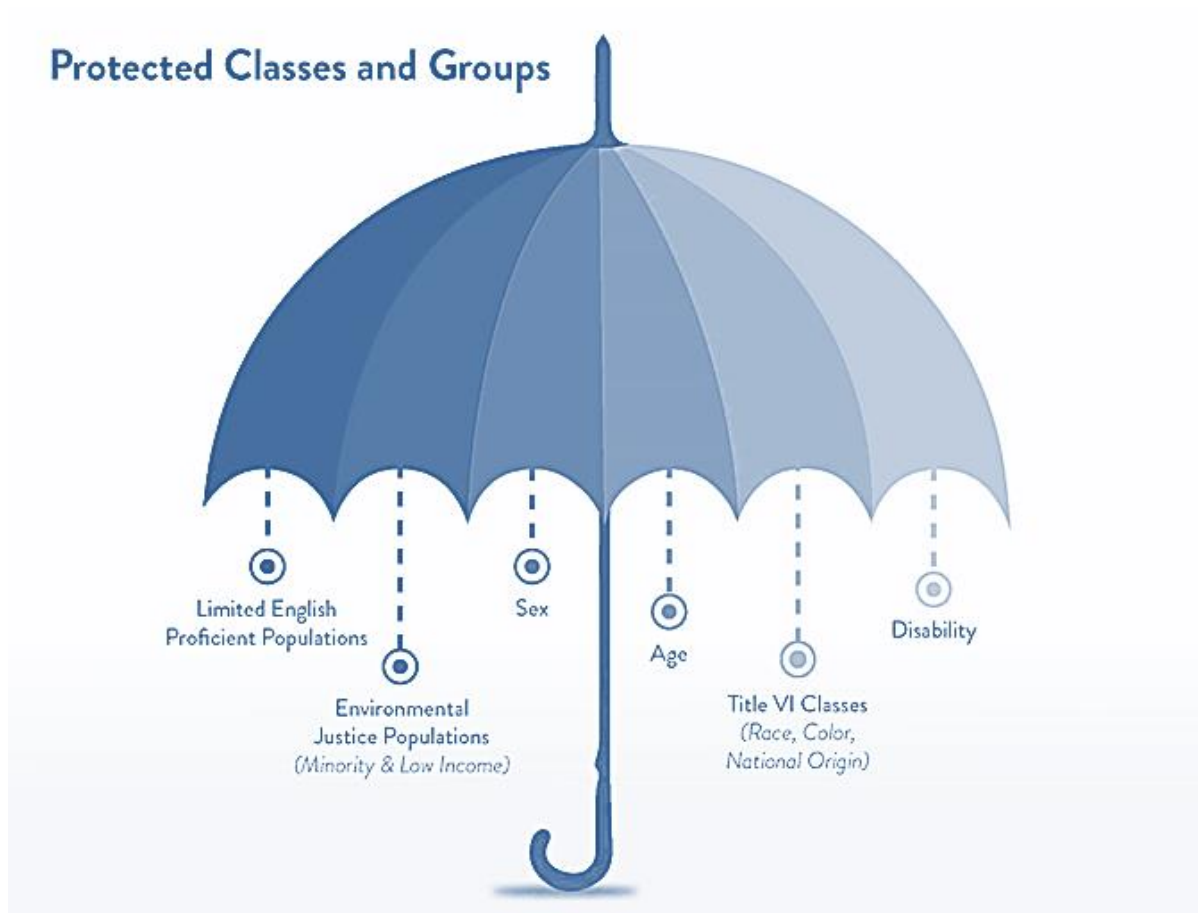 Protected Classes and Groups
Limited English
Proficient Populations
Environmental
Justice Populations
(Minority & Low Income)
Sex
Age
Title VI Classes
(Race, Color,
National Origin)
Disability